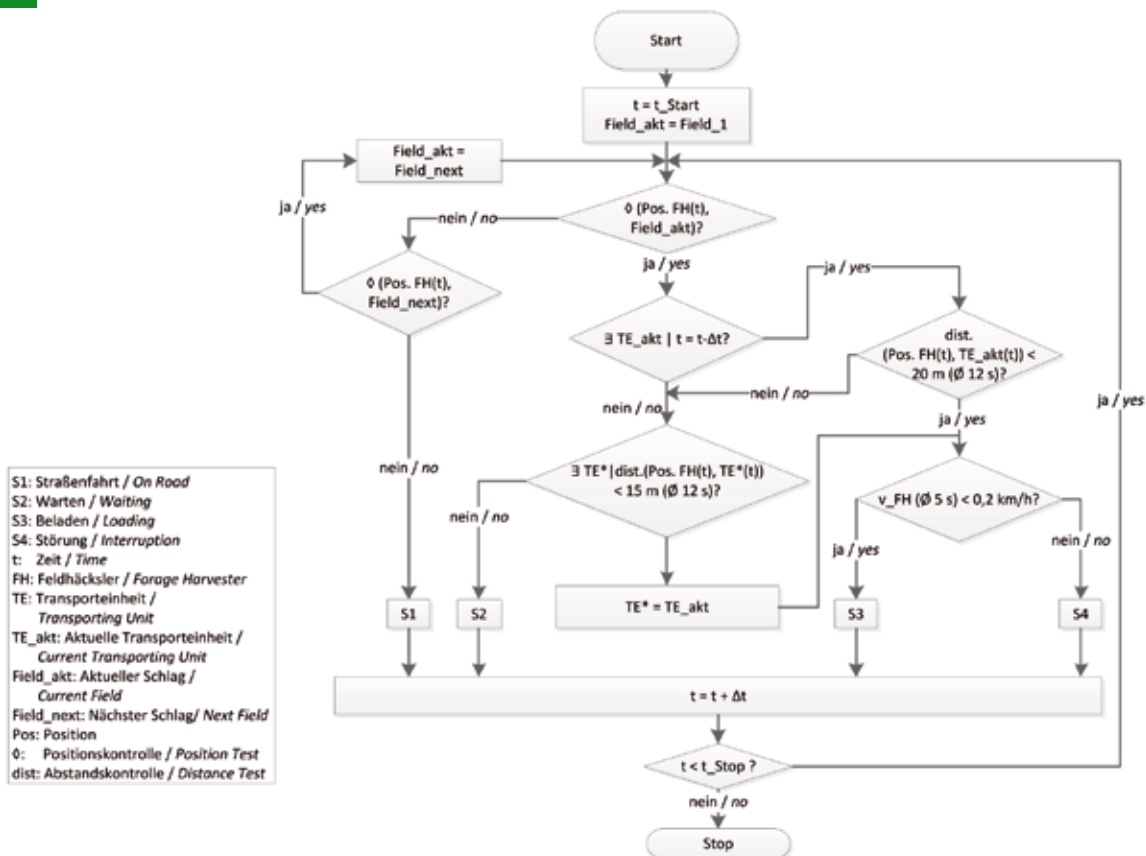 Start
t = t_Start
Field_akt = Field_1
Field_akt =
Field_next
ja / yes
nein / no
◊ (Pos. FH(t),
Field_akt)?
ja / yes
ja / yes
◊ (Pos. FH(t),
Field_next)?
∃ TE_akt | t = t-Δt?
dist.
(Pos. FH(t), TE_akt(t)) <
20 m (Ø 12 s)?
nein / no
nein / no
ja / yes
ja / yes
nein / no
∃ TE*|dist.(Pos. FH(t), TE*(t))
< 15 m (Ø 12 s)?
v_FH (Ø 5 s) < 0,2 km/h?
nein / no
ja / yes
nein / no
S1: Straßenfahrt / On Road
S2: Warten / Waiting
S3: Beladen / Loading
S4: Störung / Interruption
t: Zeit / Time
FH: Feldhäcksler / Forage Harvester
TE: Transporteinheit /
Transporting Unit
TE_akt: Aktuelle Transporteinheit /
Current Transporting Unit
Field_akt: Aktueller Schlag /
Current Field
Field_next: Nächster Schlag/ Next Field
Pos: Position
◊: Positionskontrolle / Position Test
dist: Abstandskontrolle / Distance Test
S1
S2
TE* = TE_akt
S3
S4
t = t + Δt
t < t_Stop ?
nein / no
Stop